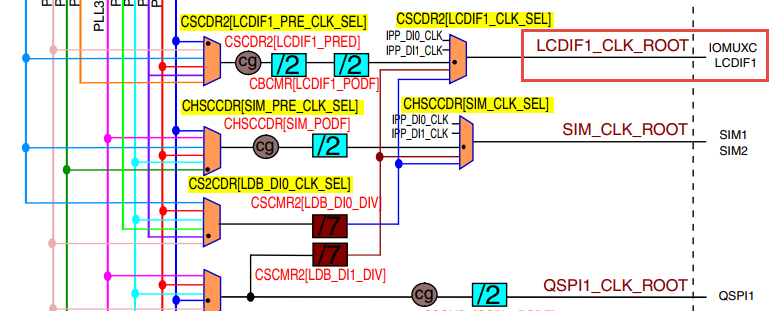 PLL3
CSCDR2[LCDIF1_PRE_CLK_SEL]
CSCDR2[LCDIF1_CLK_SEL]
CSCDR2[LCDIF1_PRED]
IPP_DI0_CLK
IPP_DI1_CLK
LCDIF1_CLK_ROOT
IOMUXC
LCDIF1
cg
/2
/2
CBCMR[LCDIF1_PODF]
CHSCCDR[SIM_PRE_CLK_SEL]
CHSCCDR[SIM_CLK_SEL]
CHSCCDR[SIM_PODF]
IPP_DI0_CLK
IPP_DI1_CLK
SIM_CLK_ROOT
SIM1
SIM2
cg
/2
CS2CDR[LDB_DI0_CLK_SEL]
CSCMR2[LDB_DI0_DIV]
/7
/7
CSCMR2[LDB_DI1_DIV]
QSPI1_CLK_ROOT
cg
/2
QSPI1